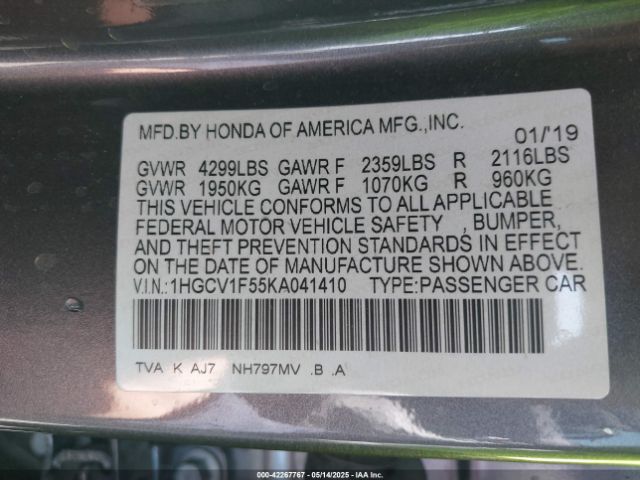 MFD.BY HONDA OF AMERICA MFG.,INC. 01/'19
GVWR 4299LBS GAWR F 2359LBS R 2116LBS
GVWR 1950KG GAWR F 1070KG R 960KG
THIS VEHICLE CONFORMS TO ALL APPLICABLE
FEDERAL MOTOR VEHICLE SAFETY , BUMPER,
AND THEFT PREVENTION STANDARDS IN EFFECT
ON THE DATE OF MANUFACTURE SHOWN ABOVE.
V.I.N.:1HGCV1F55KA041410 TYPE:PASSENGER CAR
TVA K AJ7 NH797MV .B .A
000-42267767 - 05/14/2025 - IAA Inc.